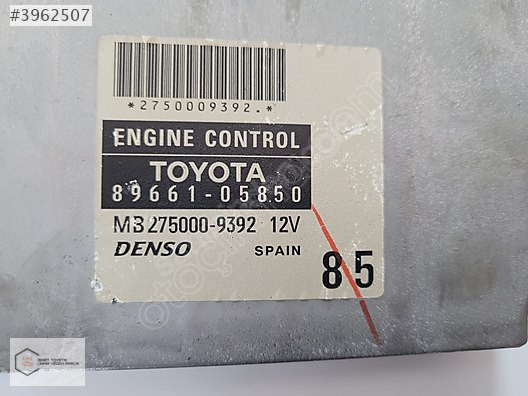 #3962507
*2750009392.*
ENGINE CONTROL
TOYOTA
89661-05850
MB275000-9392 12V
DENSO SPAIN
85